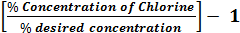 [% Concentration of Chlorine / % desired concentration] − 1